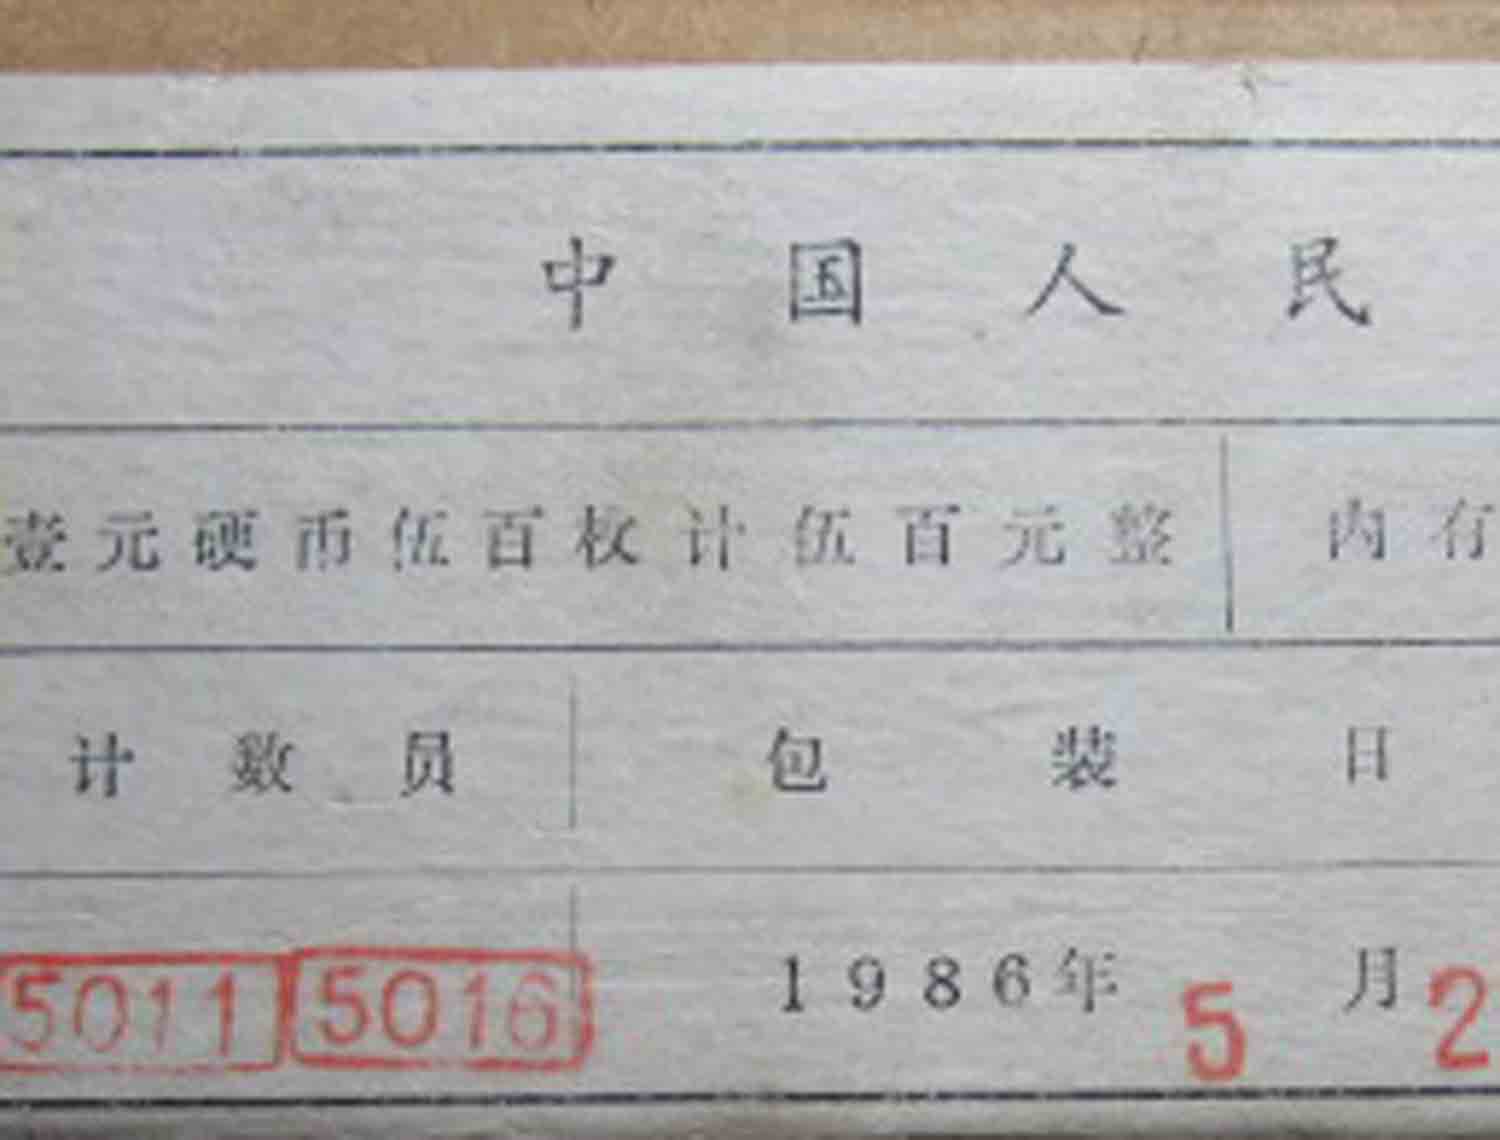 中国人民
壹元硬币伍百枚计伍百元整 内有
计数员 包装日
5011 5016 1986年5月2